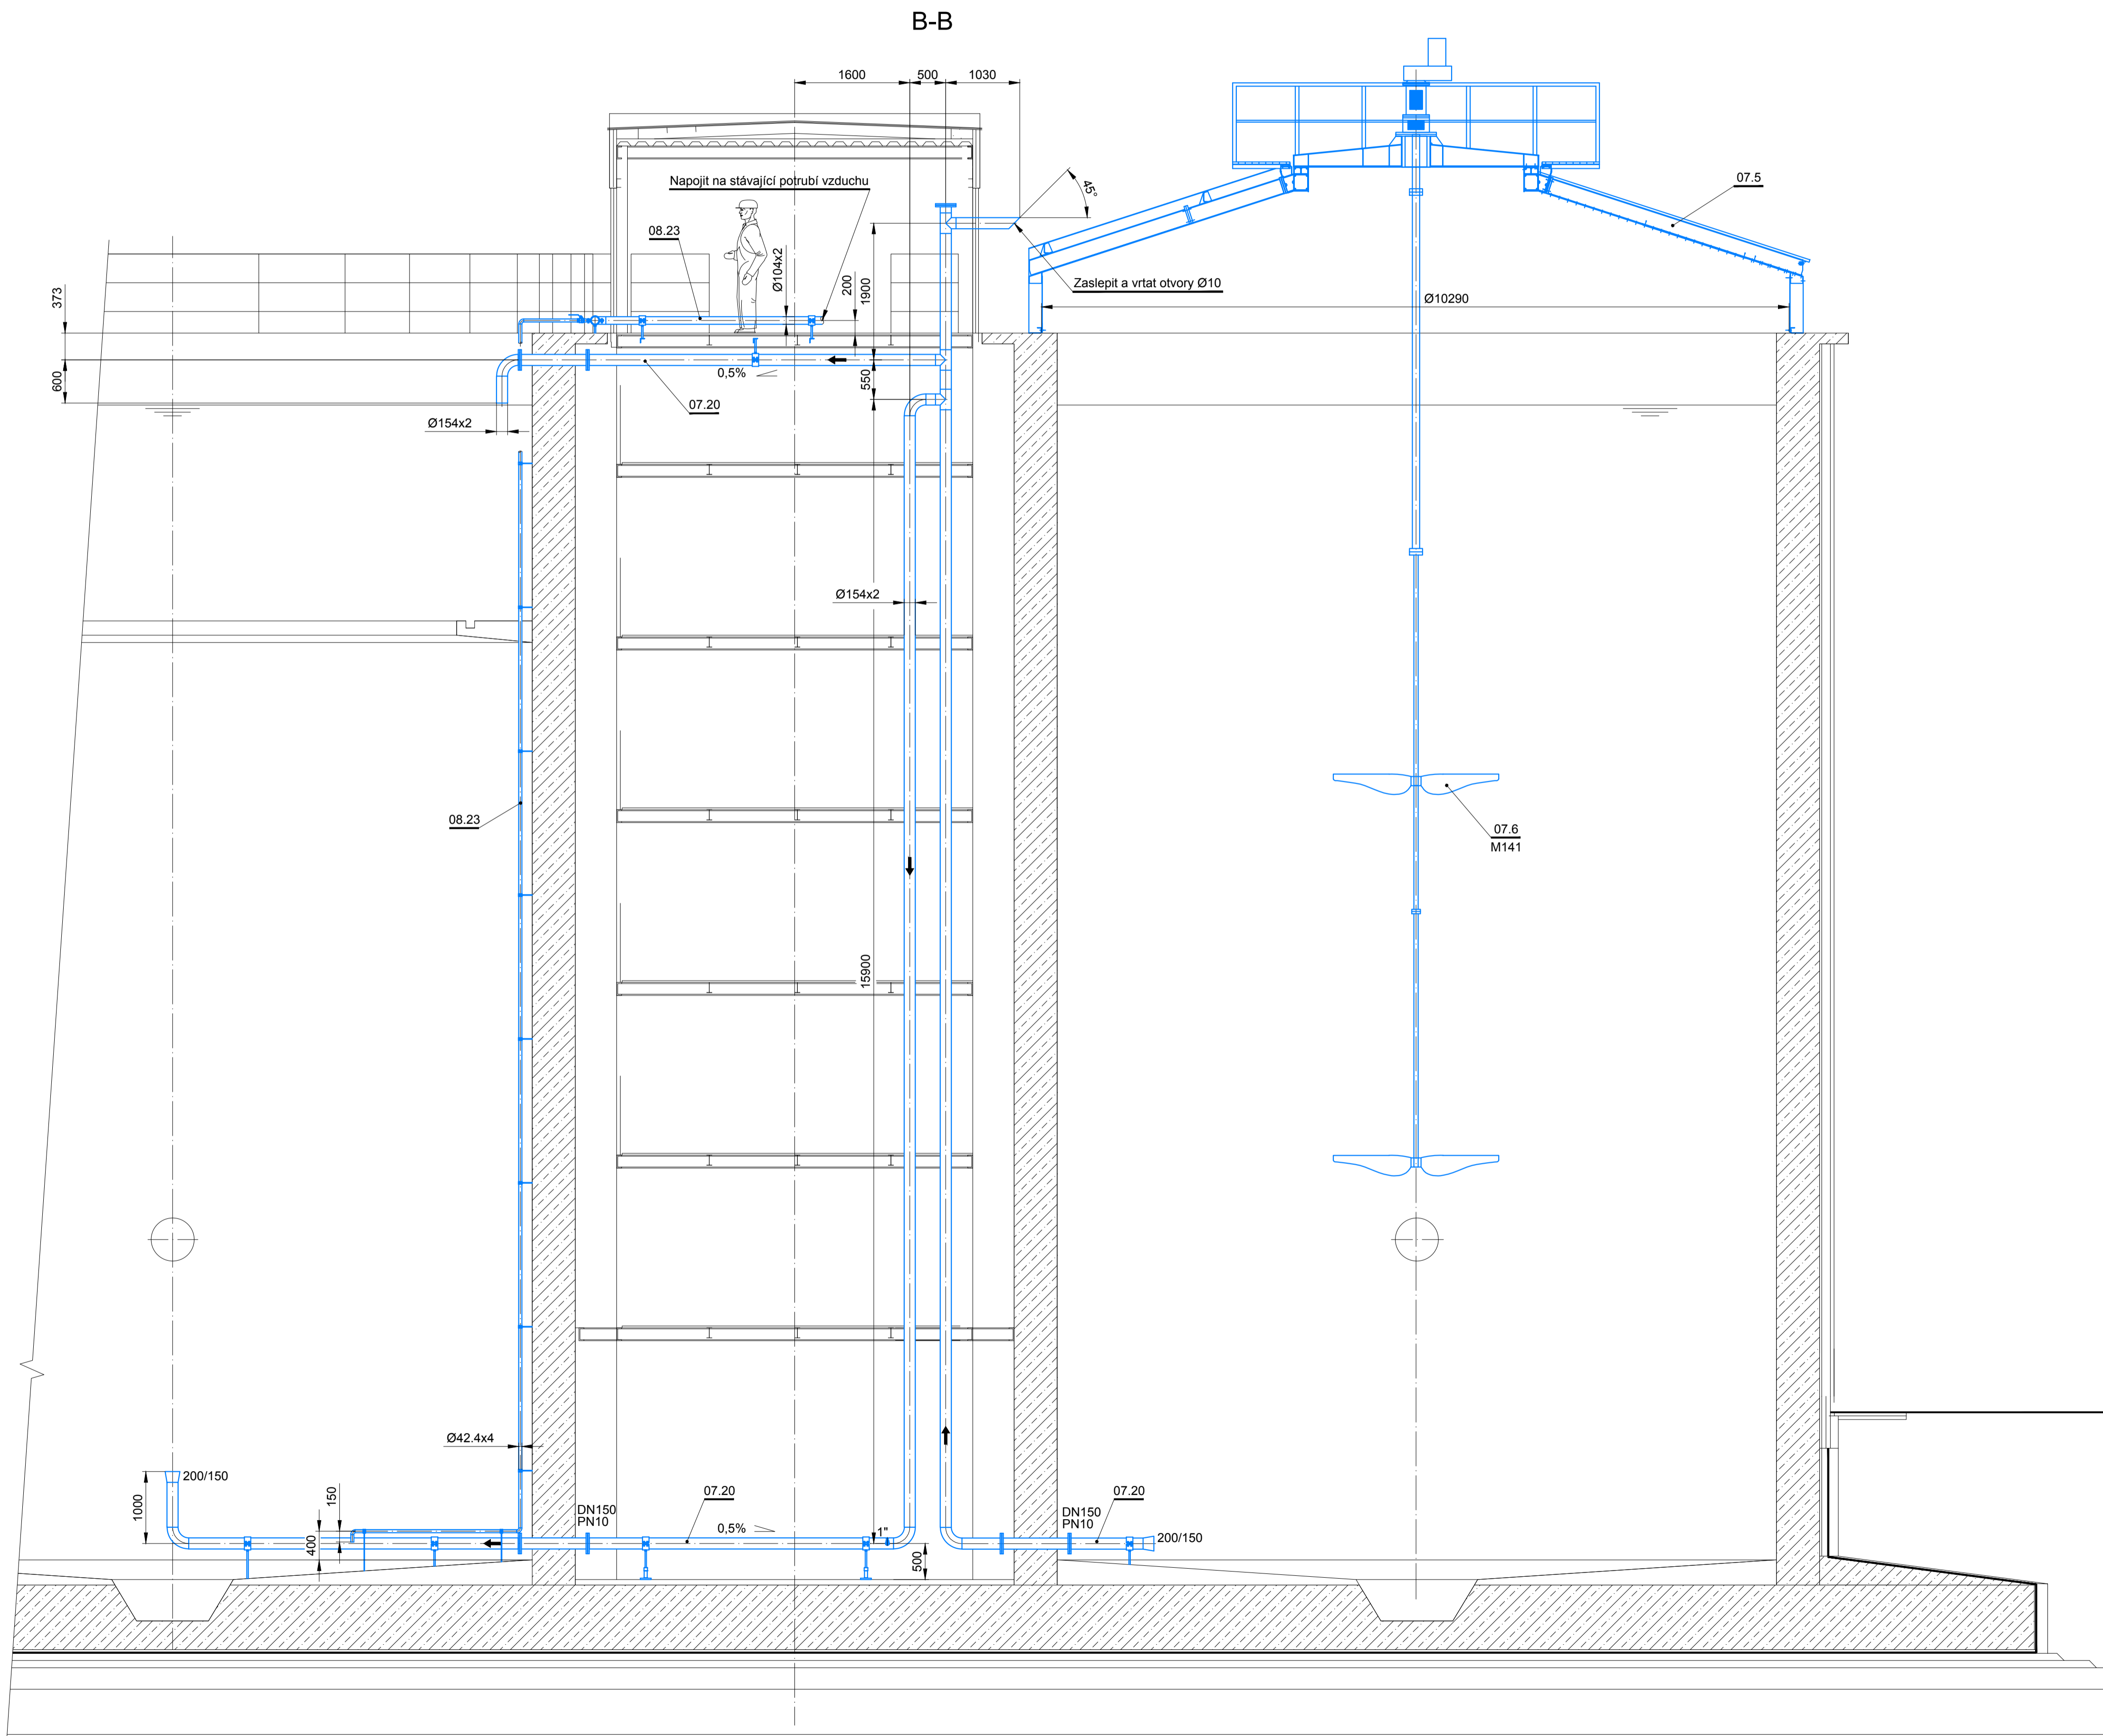 B-B
1600
500
1030
Napojit na stávající potrubí vzduchu
45°
07.5
08.23
Ø104x2
200
1900
Zaslepit a vrtat otvory Ø10
Ø10290
373
600
0,5%
550
07.20
Ø154x2
Ø154x2
08.23
07.6
M141
15900
Ø42.4x4
200/150
1000
150
400
DN150
PN10
07.20
0,5%
1"
500
DN150
PN10
07.20
200/150